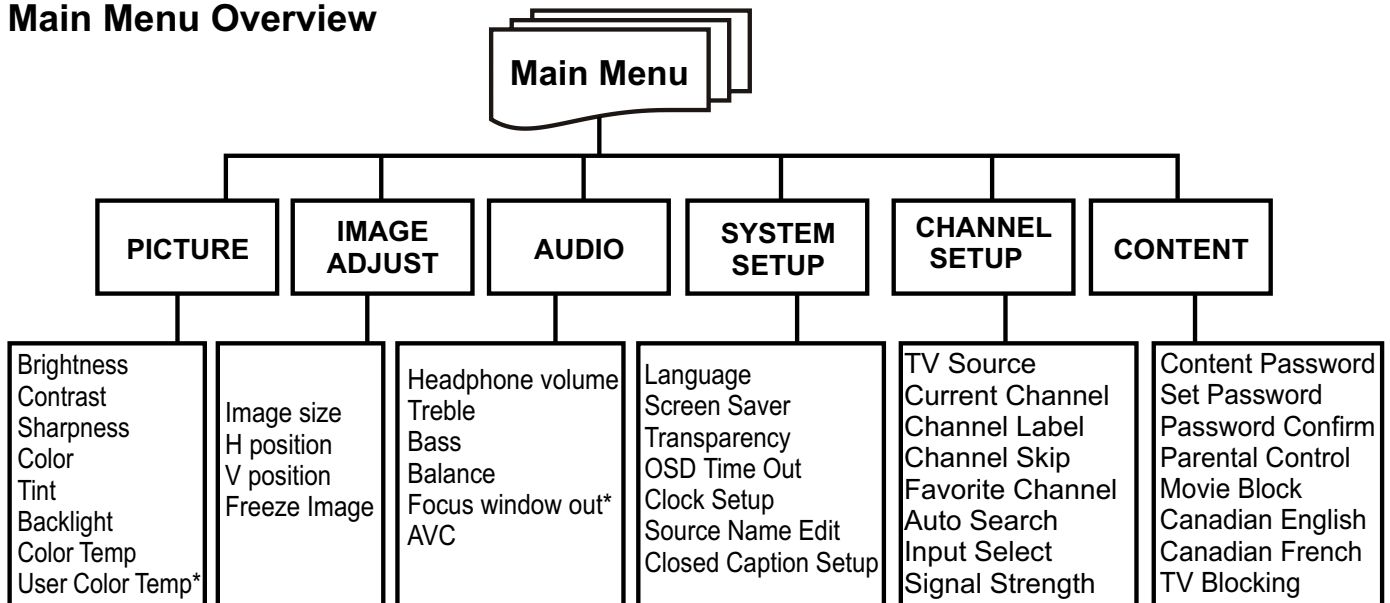 Main Menu Overview
Main Menu
PICTURE
IMAGE
ADJUST
AUDIO
SYSTEM
SETUP
CHANNEL
SETUP
CONTENT
Brightness
Contrast
Sharpness
Color
Tint
Backlight
Color Temp
User Color Temp*
Image size
H position
V position
Freeze Image
Headphone volume
Treble
Bass
Balance
Focus window out*
AVC
Language
Screen Saver
Transparency
OSD Time Out
Clock Setup
Source Name Edit
Closed Caption Setup
TV Source
Current Channel
Channel Label
Channel Skip
Favorite Channel
Auto Search
Input Select
Signal Strength
Content Password
Set Password
Password Confirm
Parental Control
Movie Block
Canadian English
Canadian French
TV Blocking